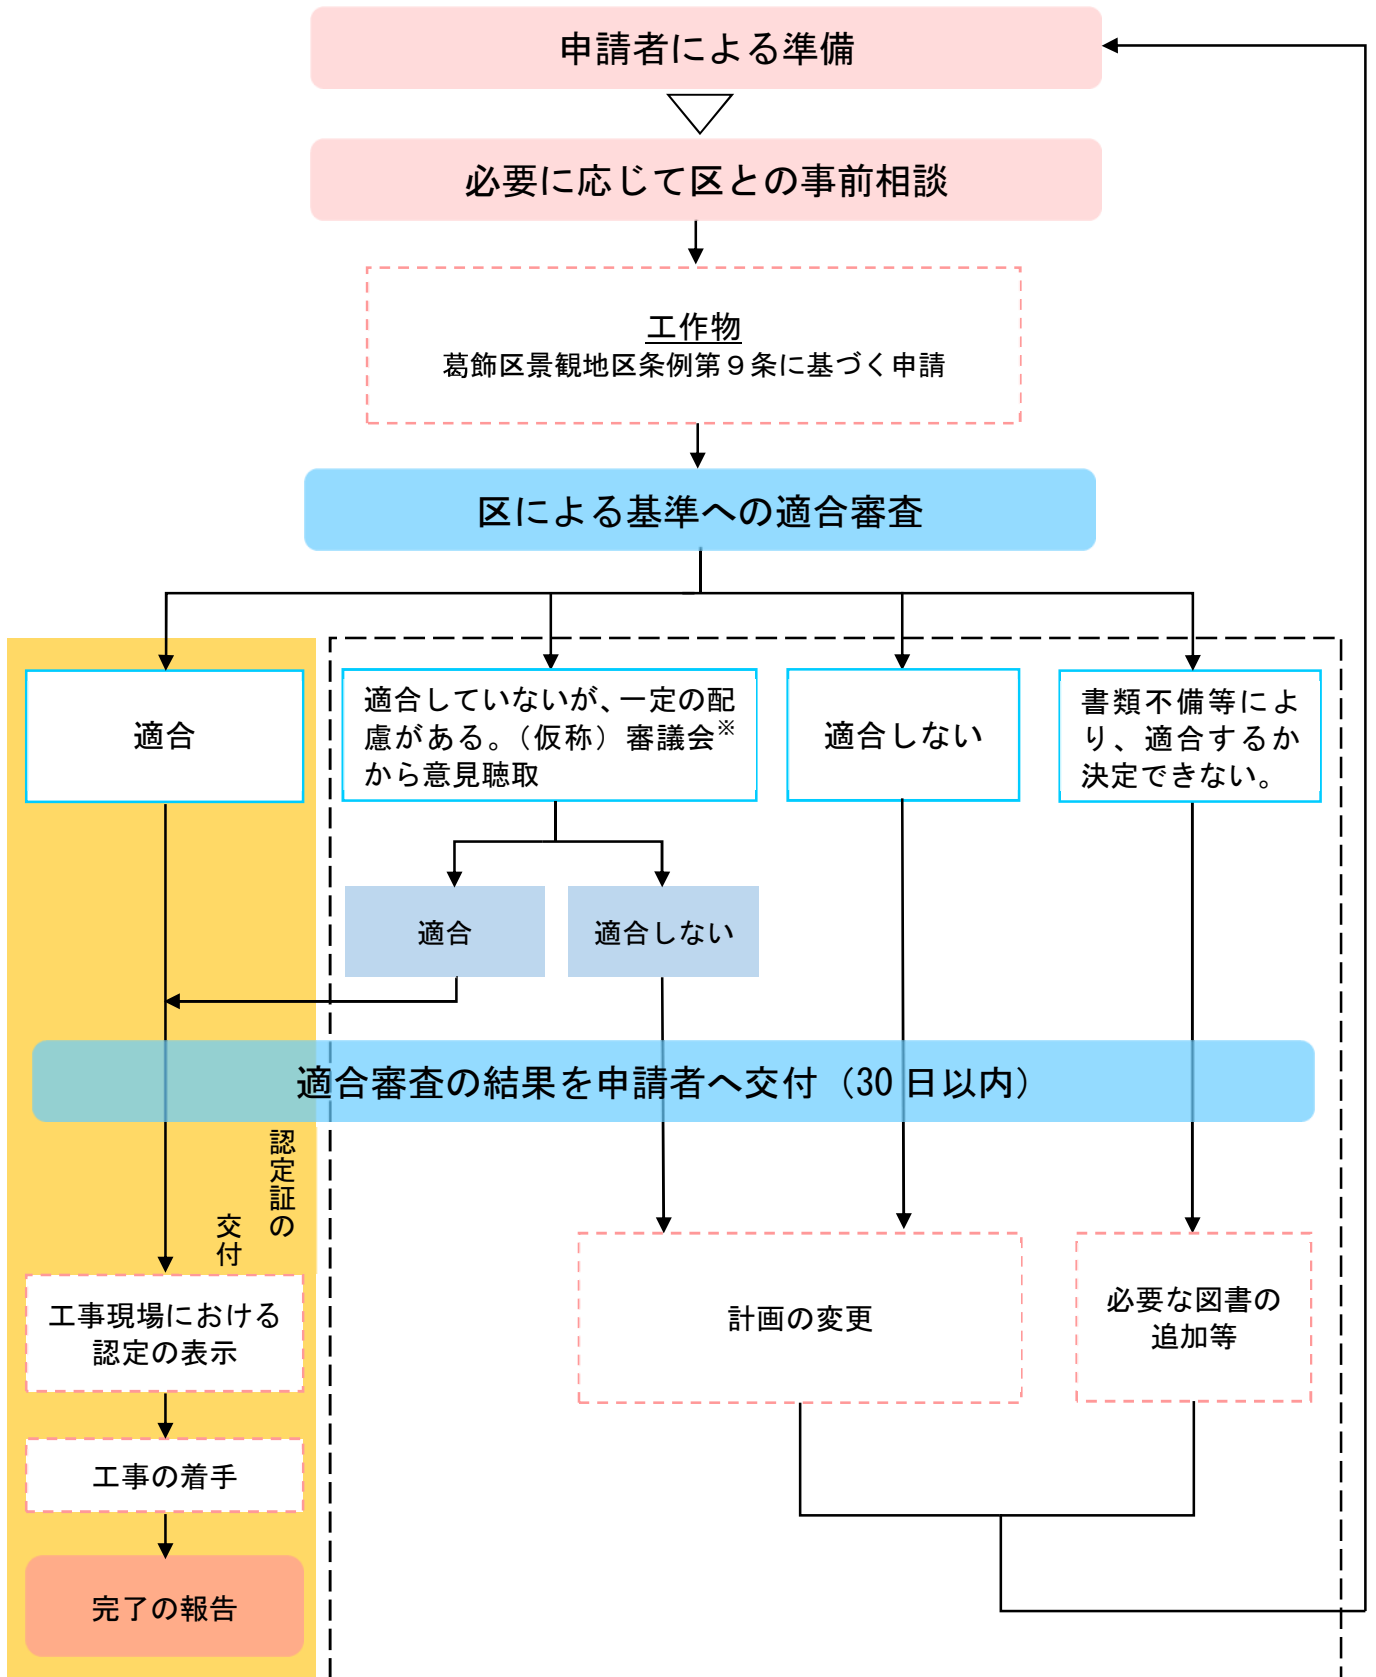 申請者による準備
必要に応じて区との事前相談
工作物
葛飾区景観地区条例第９条に基づく申請
区による基準への適合審査
適合
適合していないが、一定の配
慮がある。（仮称）審議会※
から意見聴取
適合しない
書類不備等によ
り、適合するか
決定できない。
適合
適合しない
適合審査の結果を申請者へ交付（30 日以内）
認定証の
交付
工事現場における
認定の表示
計画の変更
必要な図書の
追加等
工事の着手
完了の報告